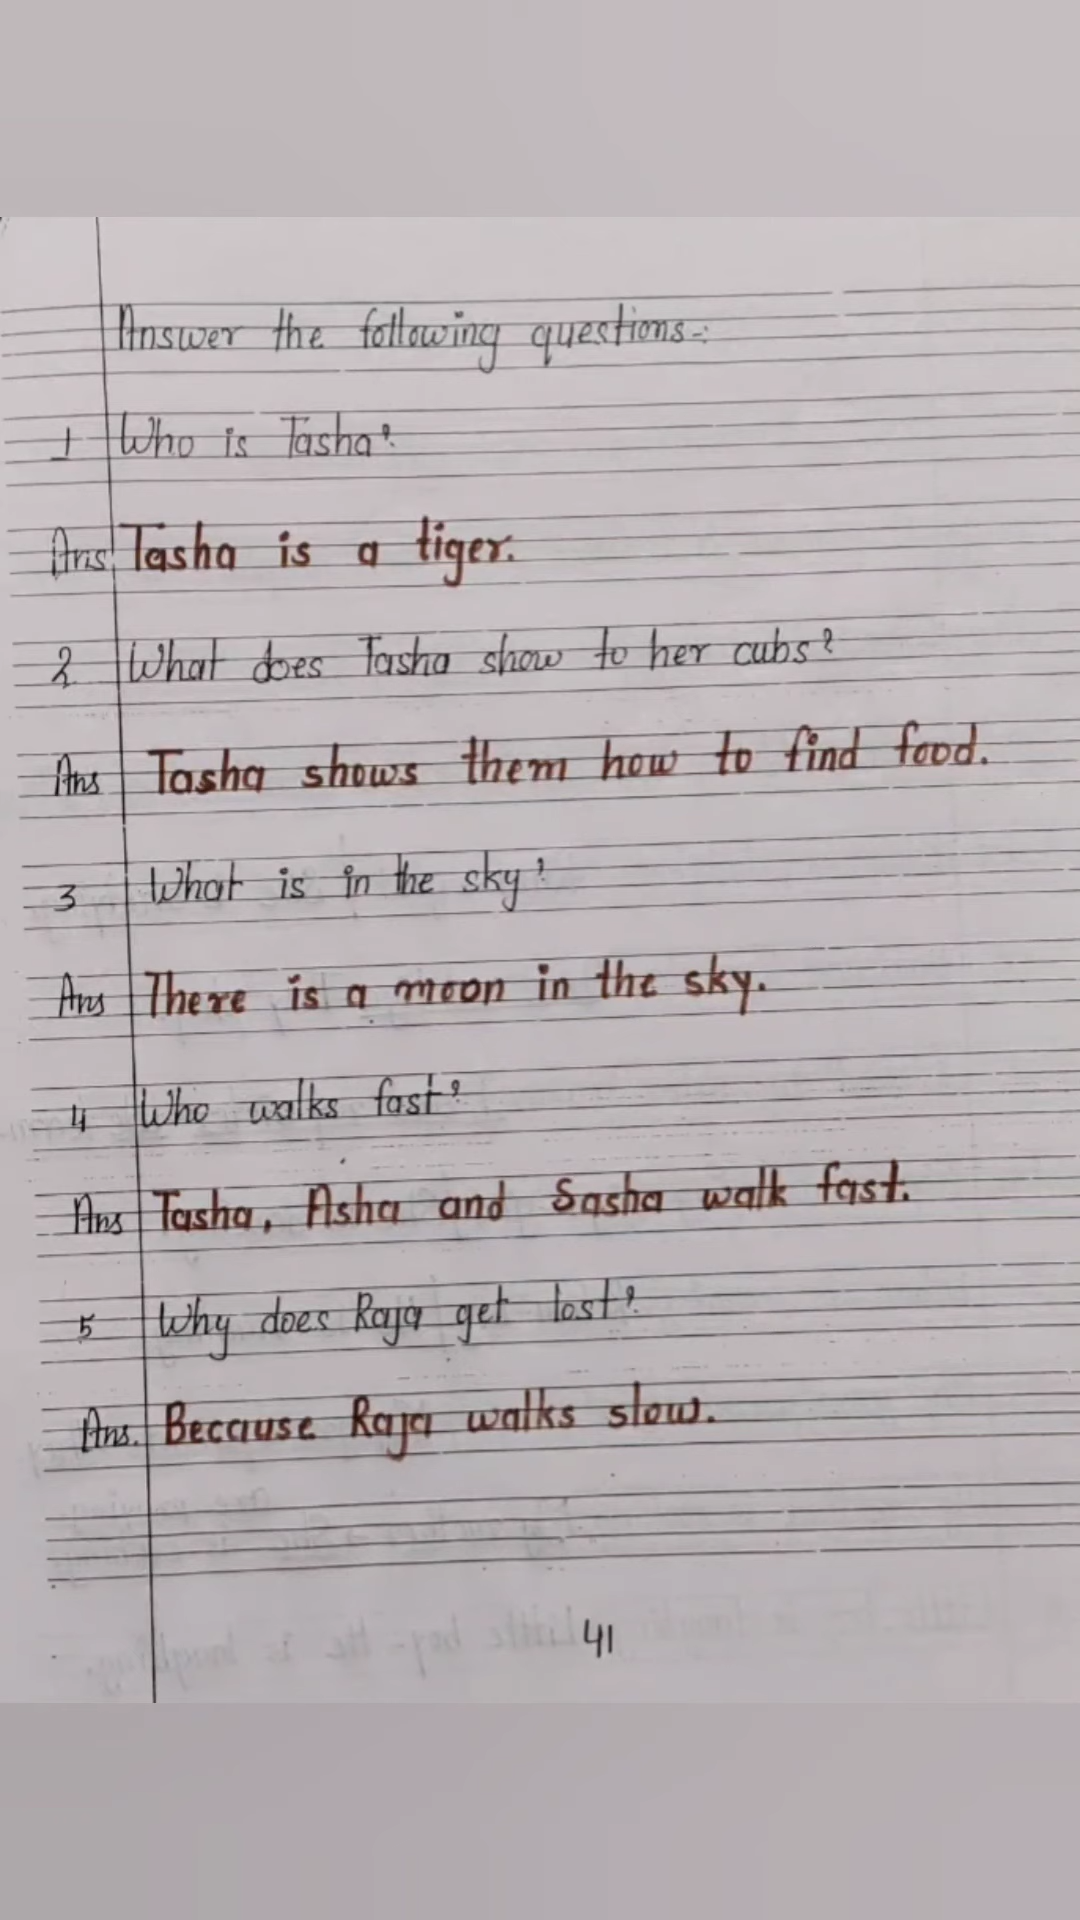 Answer the following questions-:
1 Who is Tasha?
Ans Tasha is a tiger.
2 What does Tasha show to her cubs?
Ans Tasha shows them how to find food.
3 What is in the sky?
Ans There is a moon in the sky.
4 Who walks fast?
Ans Tasha, Asha and Sasha walk fast.
5 Why does Raja get lost?
Ans. Because Raja walks slow.
41